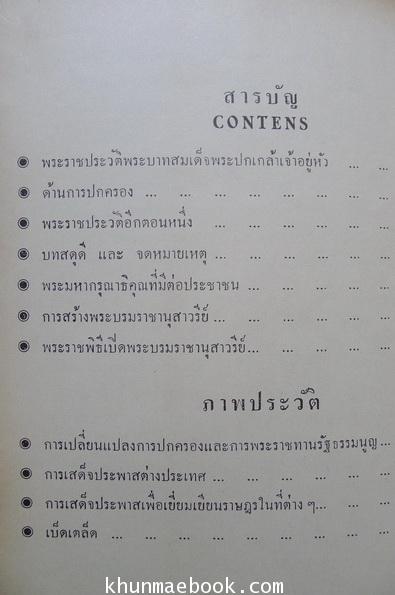 สารบัญ
CONTENS
พระราชประวัติพระบาทสมเด็จพระปกเกล้าเจ้าอยู่หัว ... ...
ด้านการปกครอง ... ... ... ... ... ...
พระราชประวัติอีกตอนหนึ่ง ... ... ... ... ...
บทสดุดี และ จดหมายเหตุ ... ... ... ... ...
พระมหากรุณาธิคุณที่มีต่อประชาชน ... ... ... ...
การสร้างพระบรมราชานุสาวรีย์ ... ... ... ... ...
พระราชพิธีเปิดพระบรมราชานุสาวรีย์... ... ... ... ...
ภาพประวัติ
การเปลี่ยนแปลงการปกครองและการพระราชทานรัฐธรรมนูญ ...
การเสด็จประพาสต่างประเทศ ... ... ... ... ...
การเสด็จประพาสเพื่อเยี่ยมเยียนราษฎรในที่ต่าง ๆ... ... ...
เบ็ดเตล็ด ... ... ... ... ... ... ... ...
khunmaebook.com